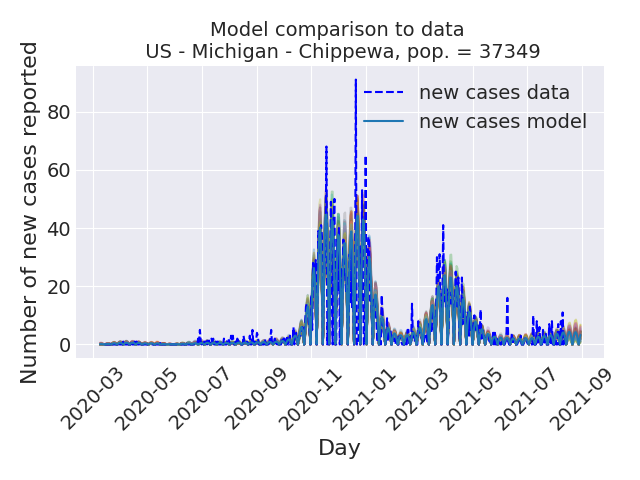 Model comparison to data
US - Michigan - Chippewa, pop. = 37349
Number of new cases reported
80
60
40
20
0
new cases data
new cases model
2020-03
2020-05
2020-07
2020-09
2020-11
2021-01
2021-03
2021-05
2021-07
2021-09
Day